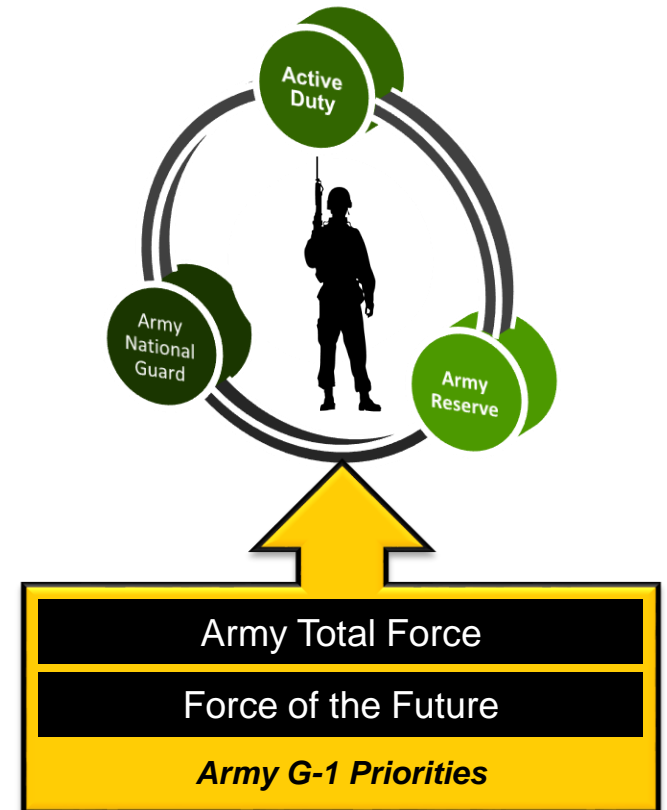 Active
Duty
Army
National
Guard
Army
Reserve
Army Total Force
Force of the Future
Army G-1 Priorities